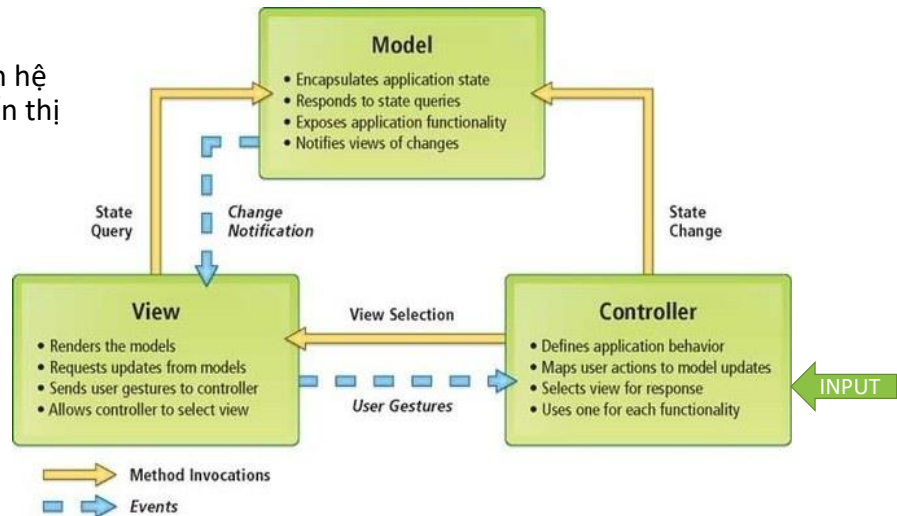 hệ
thị
Model
• Encapsulates application state
• Responds to state queries
• Exposes application functionality
• Notifies views of changes
State
Query
Change
Notification
State
Change
View
• Renders the models
• Requests updates from models
• Sends user gestures to controller
• Allows controller to select view
View Selection
User Gestures
Controller
• Defines application behavior
• Maps user actions to model updates
• Selects view for response
• Uses one for each functionality
INPUT
Method Invocations
Events